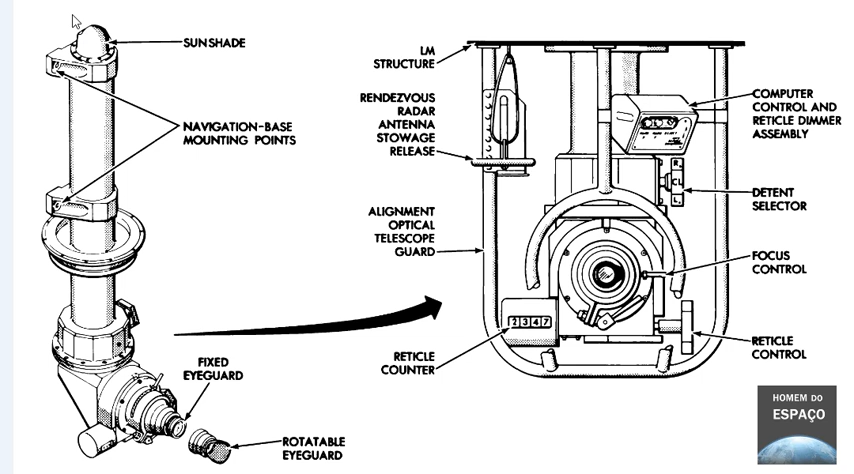 SUNSHADE
NAVIGATION-BASE
MOUNTING POINTS
FIXED
EYEGUARD
ROTATABLE
EYEGUARD
LM
STRUCTURE
RENDEZVOUS
RADAR
ANTENNA
STOWAGE
RELEASE
ALIGNMENT
OPTICAL
TELESCOPE
GUARD
RETICLE
COUNTER
2347
R
CL
L
COMPUTER
CONTROL AND
RETICLE DIMMER
ASSEMBLY
DETENT
SELECTOR
FOCUS
CONTROL
RETICLE
CONTROL
HOMEM DO
ESPAÇO